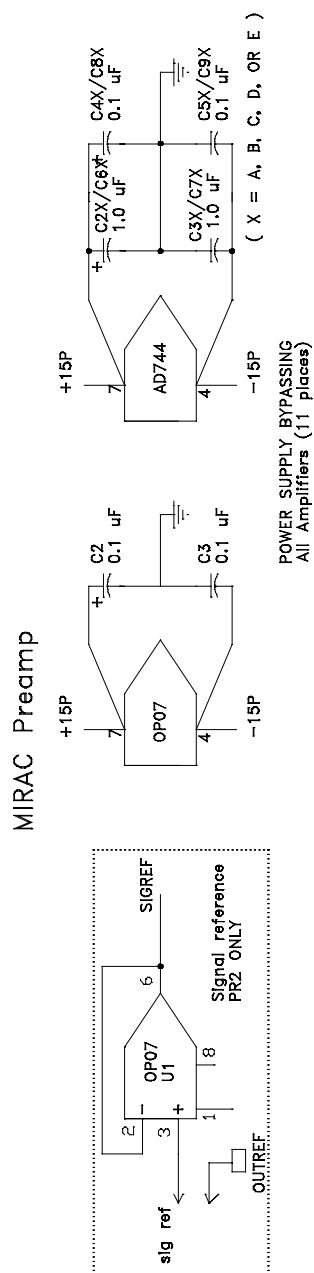 MIRAC Preamp
sig ref
2
3
−
+
OP07
U1
1
8
6
SIGREF
OUTREF
Signal reference
PR2 ONLY
+15P
7
OP07
4
−15P
+
C2
0.1 uF
C3
0.1 uF
+15P
7
AD744
4
−15P
+
C2X/C6X
1.0 uF
C3X/C7X
1.0 uF
+
C4X/C8X
0.1 uF
C5X/C9X
0.1 uF
( X = A, B, C, D, OR E )
POWER SUPPLY BYPASSING
All Amplifiers (11 places)